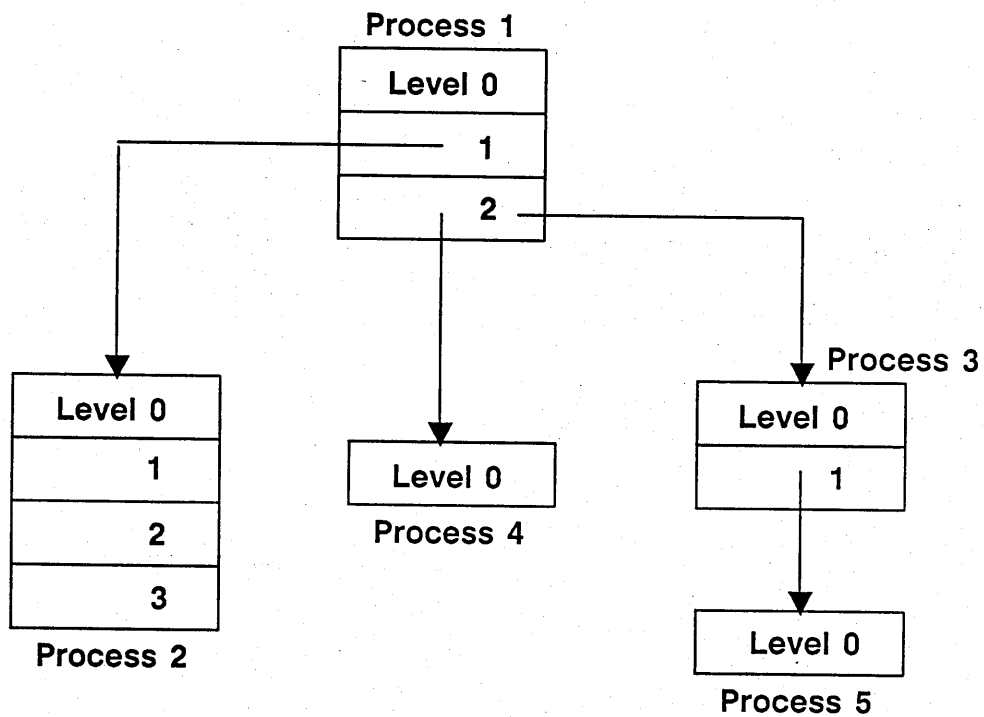 Process 1
Level 0
1
2
Process 3
Level 0
1
2
3
Process 2
Level 0
Process 4
Level 0
1
Level 0
Process 5